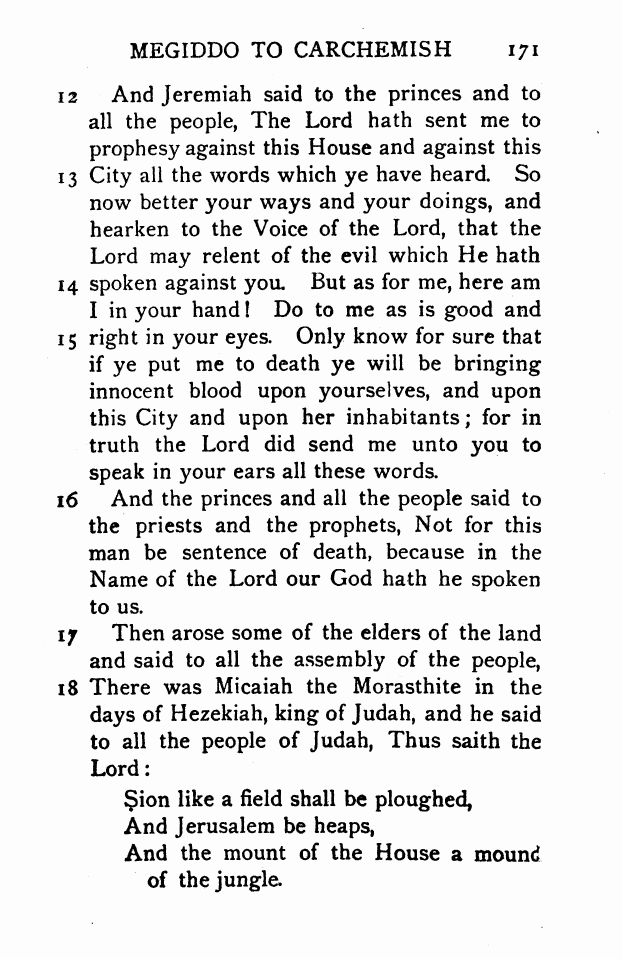 MEGIDDO TO CARCHEMISH 171
12 And Jeremiah said to the princes and to
all the people, The Lord hath sent me to
prophesy against this House and against this
13 City all the words which ye have heard. So
now better your ways and your doings, and
hearken to the Voice of the Lord, that the
Lord may relent of the evil which He hath
14 spoken against you. But as for me, here am
I in your hand! Do to me as is good and
15 right in your eyes. Only know for sure that
if ye put me to death ye will be bringing
innocent blood upon yourselves, and upon
this City and upon her inhabitants; for in
truth the Lord did send me unto you to
speak in your ears all these words.
16 And the princes and all the people said to
the priests and the prophets, Not for this
man be sentence of death, because in the
Name of the Lord our God hath he spoken
to us.
17 Then arose some of the elders of the land
and said to all the assembly of the people,
18 There was Micaiah the Morasthite in the
days of Hezekiah, king of Judah, and he said
to all the people of Judah, Thus saith the
Lord:
Ṣion like a field shall be ploughed,
And Jerusalem be heaps,
And the mount of the House a mound
of the jungle.